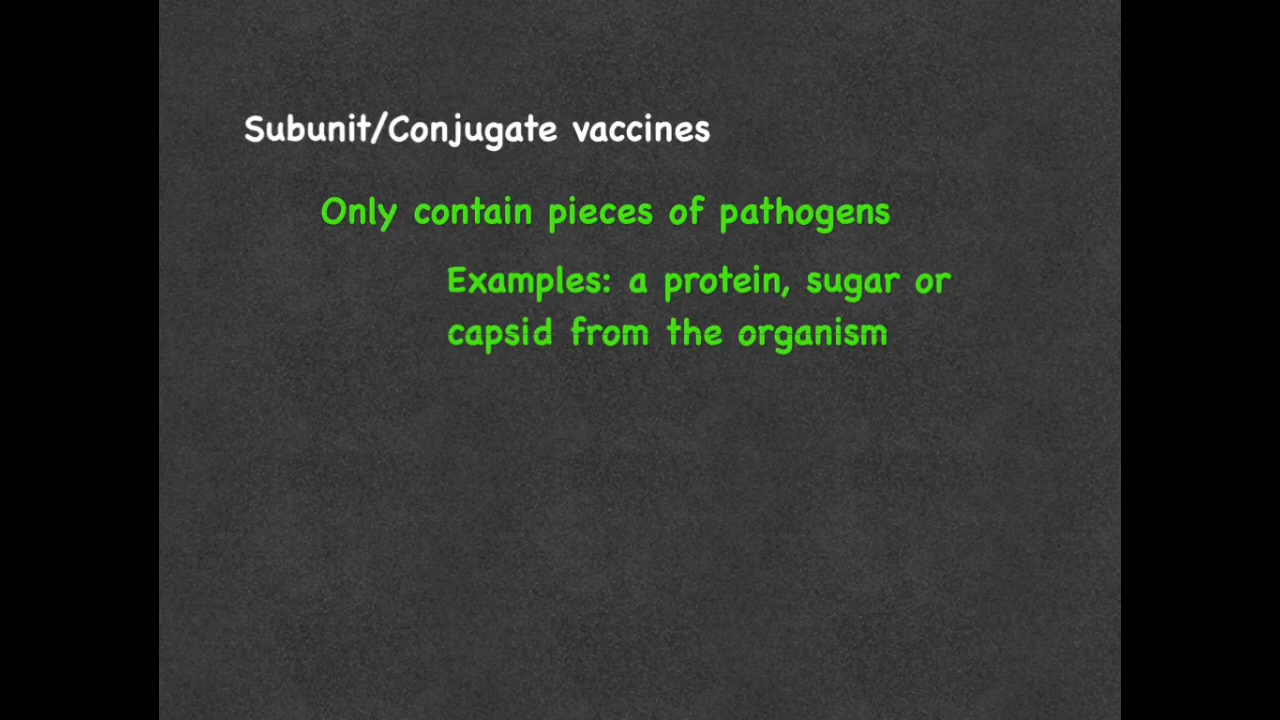 Subunit/Conjugate vaccines
Only contain pieces of pathogens
Examples: a protein, sugar or
capsid from the organism